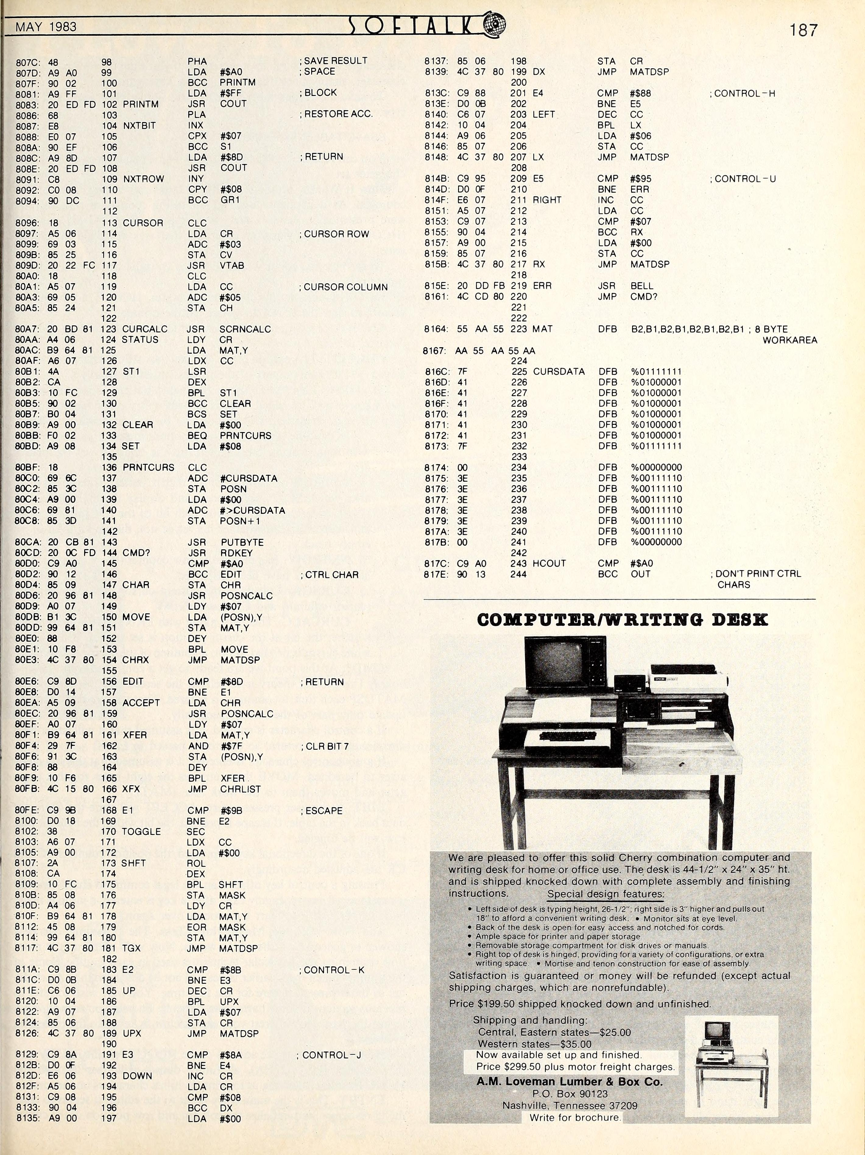 MAY 1983
SOFTALK
187
807C: 48 98 PHA ; SAVE RESULT
807D: A9 A0 99 LDA #$A0 ; SPACE
807F: 90 02 100 BCC PRINTM
8081: A9 FF 101 LDA #$FF ; BLOCK
8083: 20 ED FD 102 PRINTM JSR COUT
8086: 68 103 PLA ; RESTORE ACC.
8087: E8 104 NXTBIT INX
8088: E0 07 105 CPX #$07
808A: 90 EF 106 BCC S1
808C: A9 8D 107 LDA #$8D ; RETURN
808E: 20 ED FD 108 JSR COUT
8091: C8 109 NXTROW INY
8092: C0 08 110 CPY #$08
8094: 90 DC 111 BCC GR1
112
8096: 18 113 CURSOR CLC
8097: A5 06 114 LDA CR ; CURSOR ROW
8099: 69 03 115 ADC #$03
809B: 85 25 116 STA CV
809D: 20 22 FC 117 JSR VTAB
80A0: 18 118 CLC
80A1: A5 07 119 LDA CC ; CURSOR COLUMN
80A3: 69 05 120 ADC #$05
80A5: 85 24 121 STA CH
122
80A7: 20 BD 81 123 CURCALC JSR SCRNCALC
80AA: A4 06 124 STATUS LDY CR
80AC: B9 64 81 125 LDA MAT,Y
80AF: A6 07 126 LDX CC
80B1: 4A 127 ST1 LSR
80B2: CA 128 DEX
80B3: 10 FC 129 BPL ST1
80B5: 90 02 130 BCC CLEAR
80B7: B0 04 131 BCS SET
80B9: A9 00 132 CLEAR LDA #$00
80BB: F0 02 133 BEQ PRNTCURS
80BD: A9 08 134 SET LDA #$08
135
80BF: 18 136 PRNTCURS CLC
80C0: 69 6C 137 ADC #CURSDATA
80C2: 85 3C 138 STA POSN
80C4: A9 00 139 LDA #$00
80C6: 69 81 140 ADC #>CURSDATA
80C8: 85 3D 141 STA POSN+1
142
80CA: 20 CB 81 143 JSR PUTBYTE
80CD: 20 0C FD 144 CMD? JSR RDKEY
80D0: C9 A0 145 CMP #$A0
80D2: 90 12 146 BCC EDIT ; CTRL CHAR
80D4: 85 09 147 CHAR STA CHR
80D6: 20 96 81 148 JSR POSNCALC
80D9: A0 07 149 LDY #$07
80DB: B1 3C 150 MOVE LDA (POSN),Y
80DD: 99 64 81 151 STA MAT,Y
80E0: 88 152 DEY
80E1: 10 F8 153 BPL MOVE
80E3: 4C 37 80 154 CHRX JMP MATDSP
155
80E6: C9 8D 156 EDIT CMP #$8D ; RETURN
80E8: D0 14 157 BNE E1
80EA: A5 09 158 ACCEPT LDA CHR
80EC: 20 96 81 159 JSR POSNCALC
80EF: A0 07 160 LDY #$07
80F1: B9 64 81 161 XFER LDA MAT,Y
80F4: 29 7F 162 AND #$7F ; CLR BIT 7
80F6: 91 3C 163 STA (POSN),Y
80F8: 88 164 DEY
80F9: 10 F6 165 BPL XFER
80FB: 4C 15 80 166 XFX JMP CHRLIST
167
80FE: C9 9B 168 E1 CMP #$9B ; ESCAPE
8100: D0 18 169 BNE E2
8102: 38 170 TOGGLE SEC
8103: A6 07 171 LDX CC
8105: A9 00 172 LDA #$00
8107: 2A 173 SHFT ROL
8108: CA 174 DEX
8109: 10 FC 175 BPL SHFT
810B: 85 08 176 STA MASK
810D: A4 06 177 LDY CR
810F: B9 64 81 178 LDA MAT,Y
8112: 45 08 179 EOR MASK
8114: 99 64 81 180 STA MAT,Y
8117: 4C 37 80 181 TGX JMP MATDSP
182
811A: C9 8B 183 E2 CMP #$8B ; CONTROL-K
811C: D0 0B 184 BNE E3
811E: C6 06 185 UP DEC CR
8120: 10 04 186 BPL UPX
8122: A9 07 187 LDA #$07
8124: 85 06 188 STA CR
8126: 4C 37 80 189 UPX JMP MATDSP
190
8129: C9 8A 191 E3 CMP #$8A ; CONTROL-J
812B: D0 0F 192 BNE E4
812D: E6 06 193 DOWN INC CR
812F: A5 06 194 LDA CR
8131: C9 08 195 CMP #$08
8133: 90 04 196 BCC DX
8135: A9 00 197 LDA #$00
8137: 85 06 198 STA CR
8139: 4C 37 80 199 DX JMP MATDSP
200
813C: C9 88 201 E4 CMP #$88 ; CONTROL-H
813E: D0 0B 202 BNE E5
8140: C6 07 203 LEFT DEC CC
8142: 10 04 204 BPL LX
8144: A9 06 205 LDA #$06
8146: 85 07 206 STA CC
8148: 4C 37 80 207 LX JMP MATDSP
208
814B: C9 95 209 E5 CMP #$95 ; CONTROL-U
814D: D0 0F 210 BNE ERR
814F: E6 07 211 RIGHT INC CC
8151: A5 07 212 LDA CC
8153: C9 07 213 CMP #$07
8155: 90 04 214 BCC RX
8157: A9 00 215 LDA #$00
8159: 85 07 216 STA CC
815B: 4C 37 80 217 RX JMP MATDSP
218
815E: 20 DD FB 219 ERR JSR BELL
8161: 4C CD 80 220 JMP CMD?
221
222
8164: 55 AA 55 223 MAT DFB B2,B1,B2,B1,B2,B1,B2,B1 ; 8 BYTE
WORKAREA
8167: AA 55 AA 55 AA
224
816C: 7F 225 CURSDATA DFB %01111111
816D: 41 226 DFB %01000001
816E: 41 227 DFB %01000001
816F: 41 228 DFB %01000001
8170: 41 229 DFB %01000001
8171: 41 230 DFB %01000001
8172: 41 231 DFB %01000001
8173: 7F 232 DFB %01111111
233
8174: 00 234 DFB %00000000
8175: 3E 235 DFB %00111110
8176: 3E 236 DFB %00111110
8177: 3E 237 DFB %00111110
8178: 3E 238 DFB %00111110
8179: 3E 239 DFB %00111110
817A: 3E 240 DFB %00111110
817B: 00 241 DFB %00000000
242
817C: C9 A0 243 HCOUT CMP #$A0
817E: 90 13 244 BCC OUT ; DON'T PRINT CTRL
CHARS
COMPUTER/WRITING DESK
We are pleased to offer this solid Cherry combination computer and
writing desk for home or office use. The desk is 44-1/2" x 24" x 35" ht.
and is shipped knocked down with complete assembly and finishing
instructions. Special design features:
• Left side of desk is typing height, 26-1/2"; right side is 3" higher and pulls out
18" to afford a convenient writing desk. • Monitor sits at eye level.
• Back of the desk is open for easy access and notched for cords.
• Ample space for printer and paper storage
• Removable storage compartment for disk drives or manuals.
• Right top of desk is hinged, providing for a variety of configurations, or extra
writing space. • Mortise and tenon construction for ease of assembly
Satisfaction is guaranteed or money will be refunded (except actual
shipping charges, which are nonrefundable).
Price $199.50 shipped knocked down and unfinished.
Shipping and handling:
Central, Eastern states—$25.00
Western states—$35.00
Now available set up and finished.
Price $299.50 plus motor freight charges.
A.M. Loveman Lumber & Box Co.
P.O. Box 90123
Nashville, Tennessee 37209
Write for brochure.